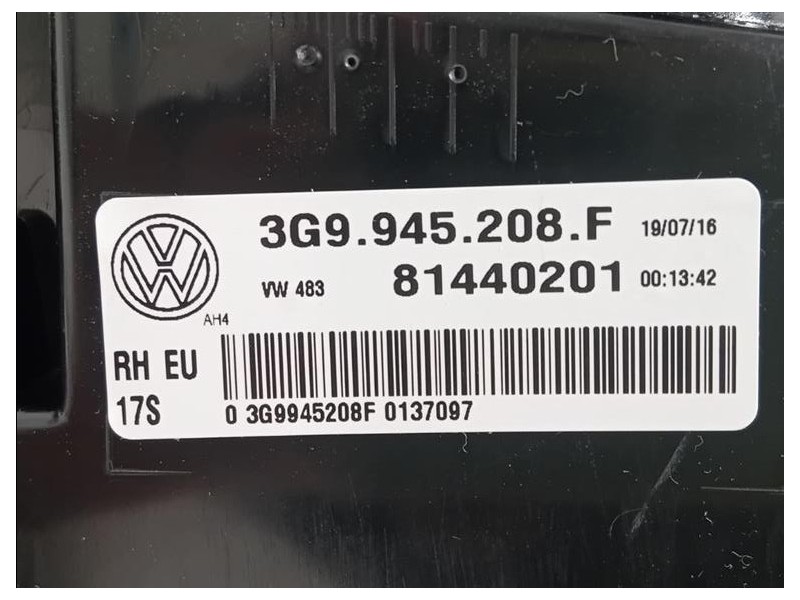 3G9.945.208.F 19/07/16
VW 483 81440201 00:13:42
AH4
RH EU
17S
0 3G9945208F 0137097